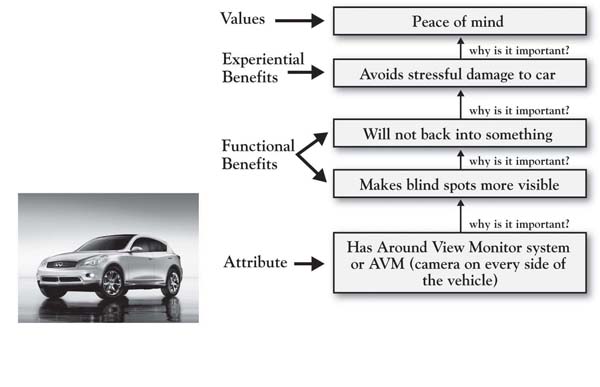 Values
Peace of mind
why is it important?
Experiential
Benefits
Avoids stressful damage to car
why is it important?
Functional
Benefits
Will not back into something
why is it important?
Makes blind spots more visible
why is it important?
Attribute
Has Around View Monitor system
or AVM (camera on every side of
the vehicle)